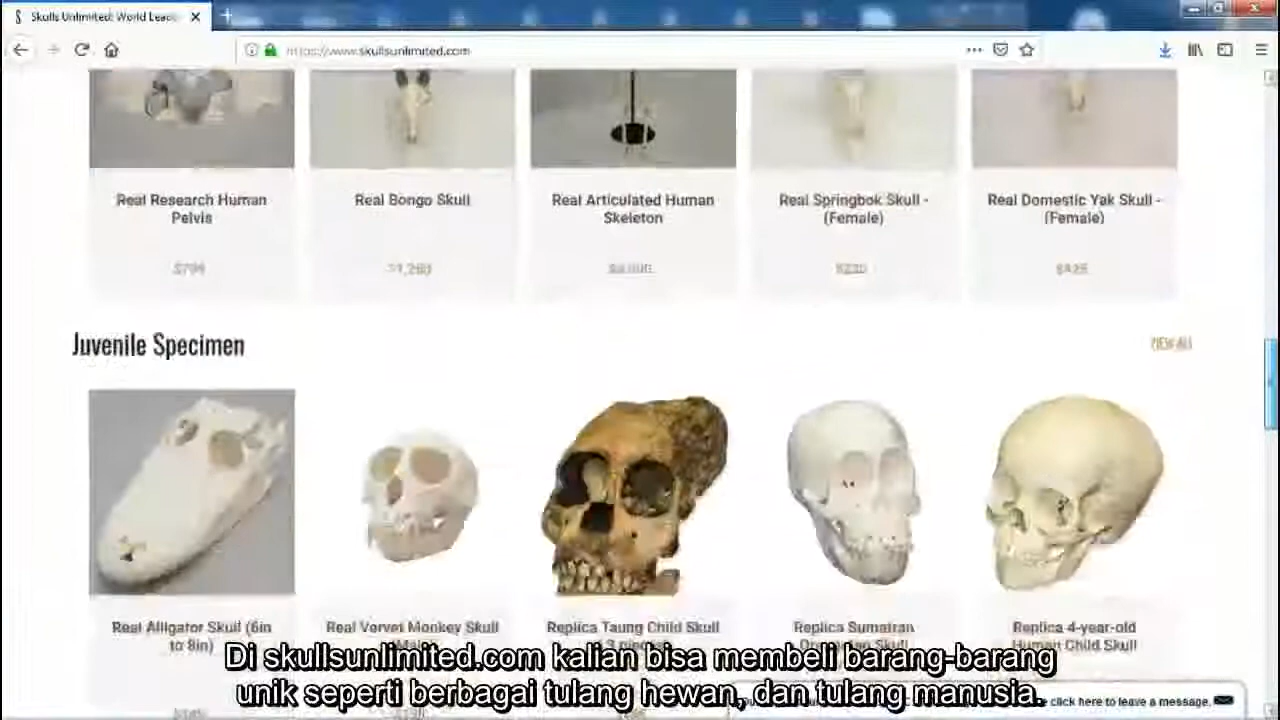 Skulls Unlimited: World Lead
https://www.skullsunlimited.com
Real Research Human
Pelvis
Real Bongo Skull
Real Articulated Human
Skeleton
Real Springbok Skull -
(Female)
Real Domestic Yak Skull -
(Female)
$230
$425
Juvenile Specimen
VIEW ALL
Real Alligator Skull (6in
to 8in)
Real Vervet Monkey Skull
Replica Taung Child Skull
Replica Sumatran
Replica 4-year-old
Human Child Skull
Di skullsunlimited.com kalian bisa membeli barang-barang
unik seperti berbagai tulang hewan, dan tulang manusia.
click here to leave a message.